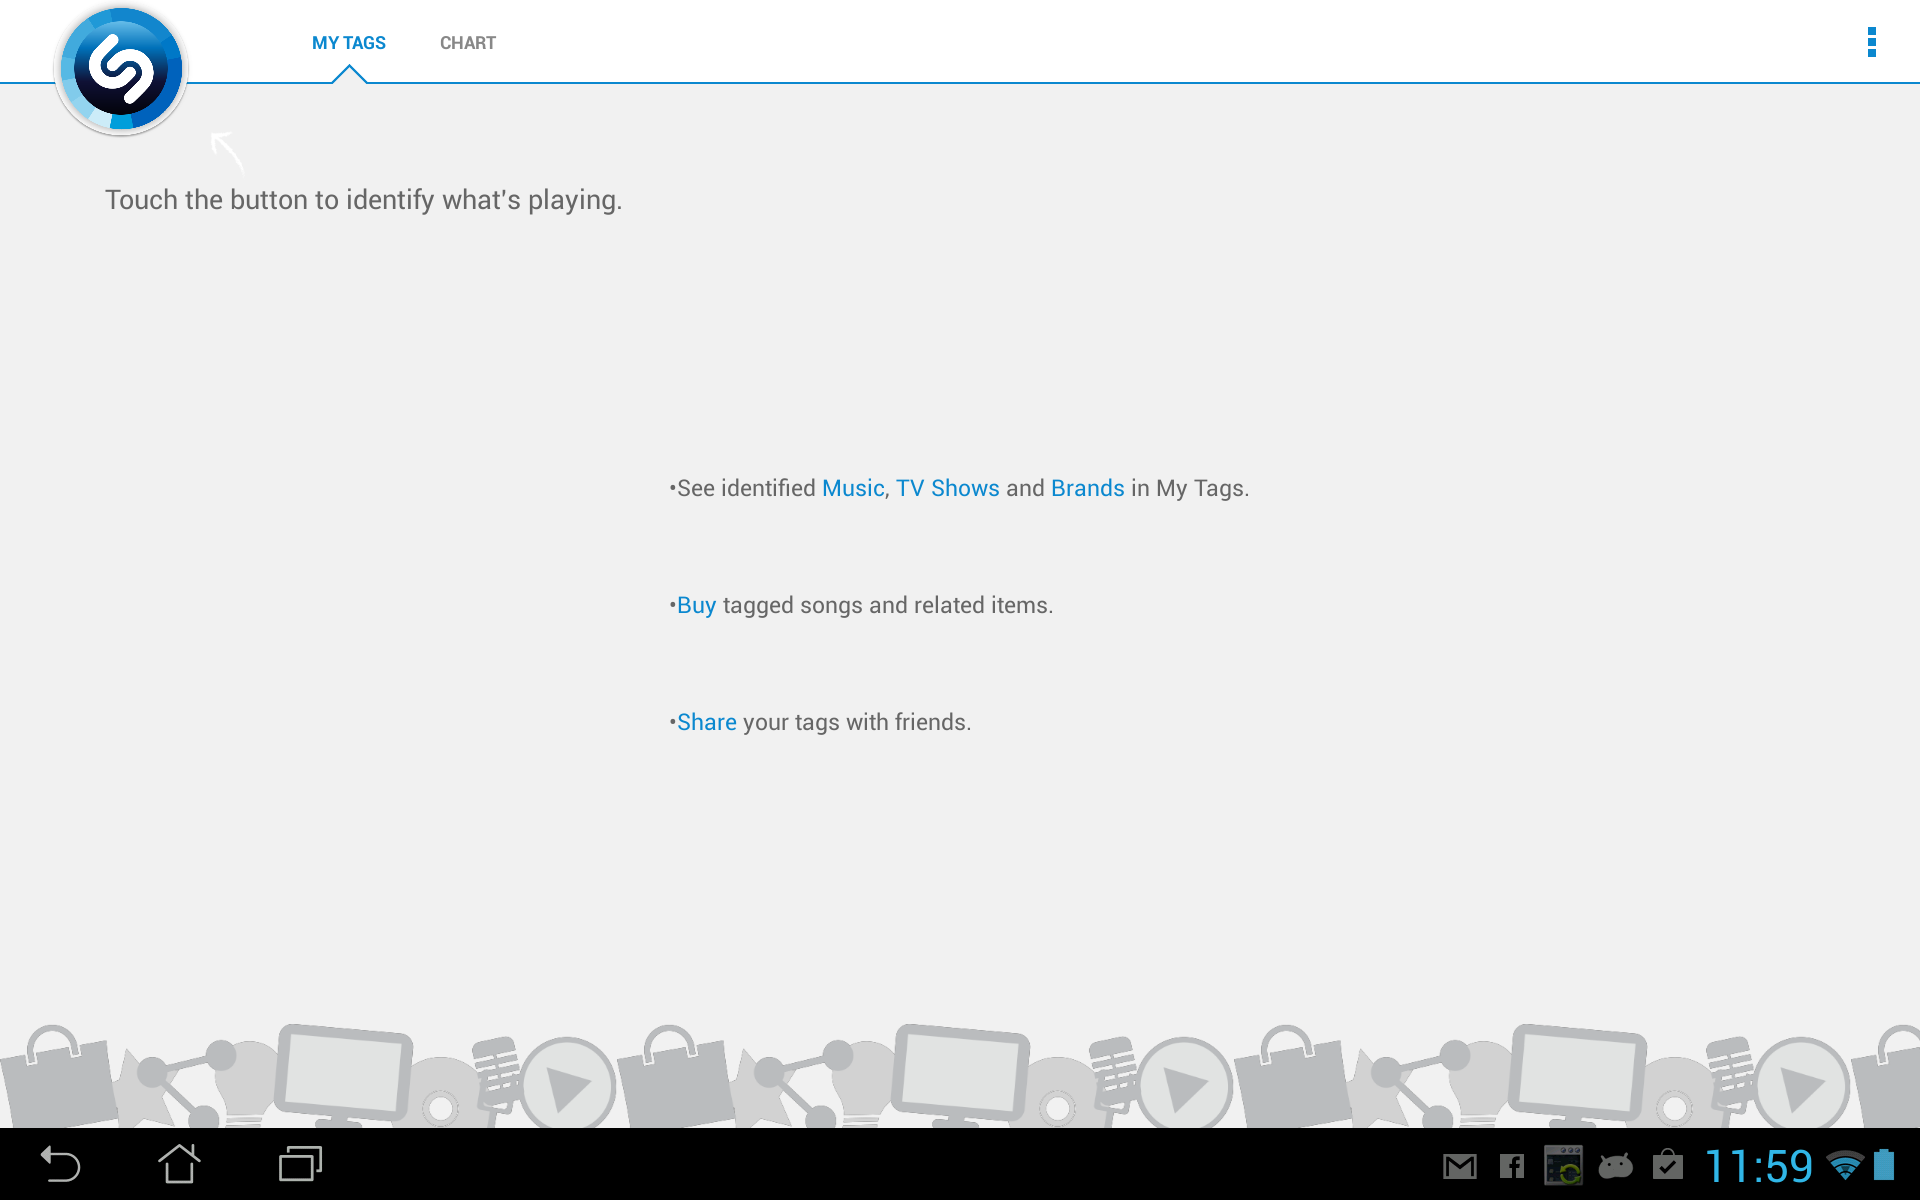 MY TAGS CHART
Touch the button to identify what's playing.
•See identified Music, TV Shows and Brands in My Tags.
•Buy tagged songs and related items.
•Share your tags with friends.
11:59